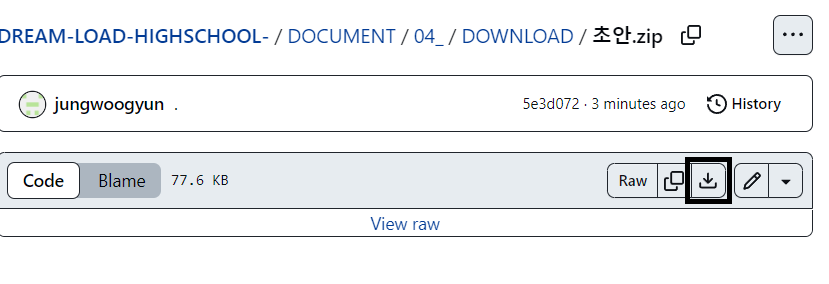 DREAM-LOAD-HIGHSCHOOL- / DOCUMENT / 04_ / DOWNLOAD / 초안.zip
jungwoogyun . 5e3d072 · 3 minutes ago History
Code Blame 77.6 KB Raw
View raw